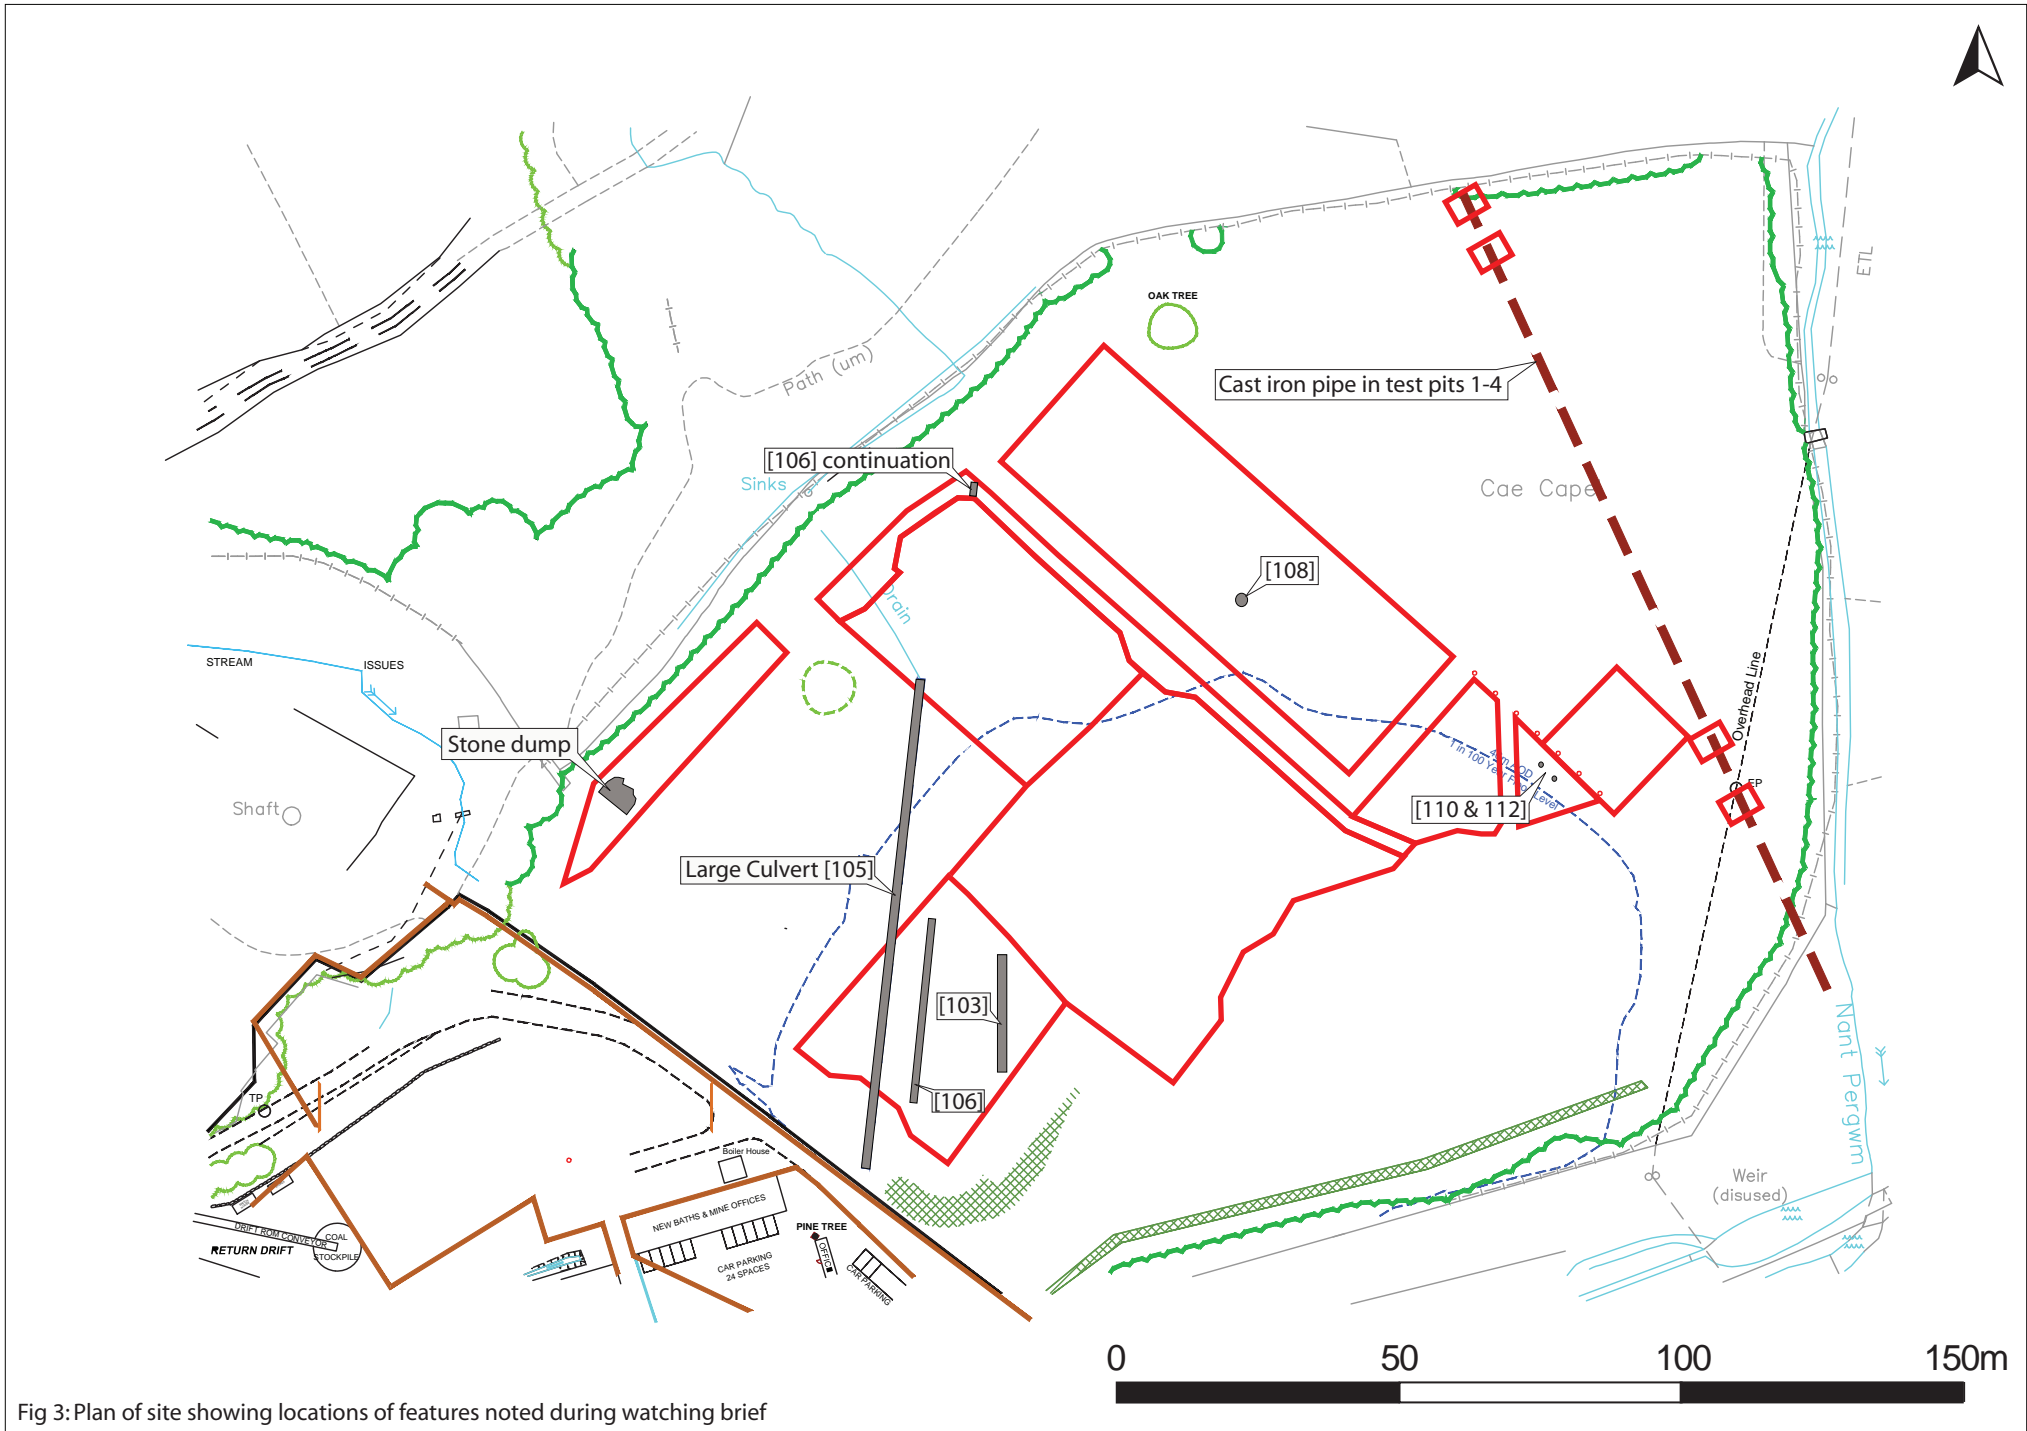 OAK TREE
ETL
Path (um)
Cast iron pipe in test pits 1-4
[106] continuation
Sinks
Cae Capel
[108]
Drain
STREAM
ISSUES
Overhead Line
Stone dump
1 in 100 Year Flood Level
EP
[110 & 112]
Shaft
Large Culvert [105]
[103]
Nant Pergwm
[106]
TP
Boiler House
Weir
(disused)
NEW BATHS & MINE OFFICES
PINE TREE
DRIFT ROM CONVEYOR
COAL
STOCKPILE
RETURN DRIFT
OFFICE
CAR PARKING
24 SPACES
CAR PARKING
0 50 100 150m
Fig 3: Plan of site showing locations of features noted during watching brief